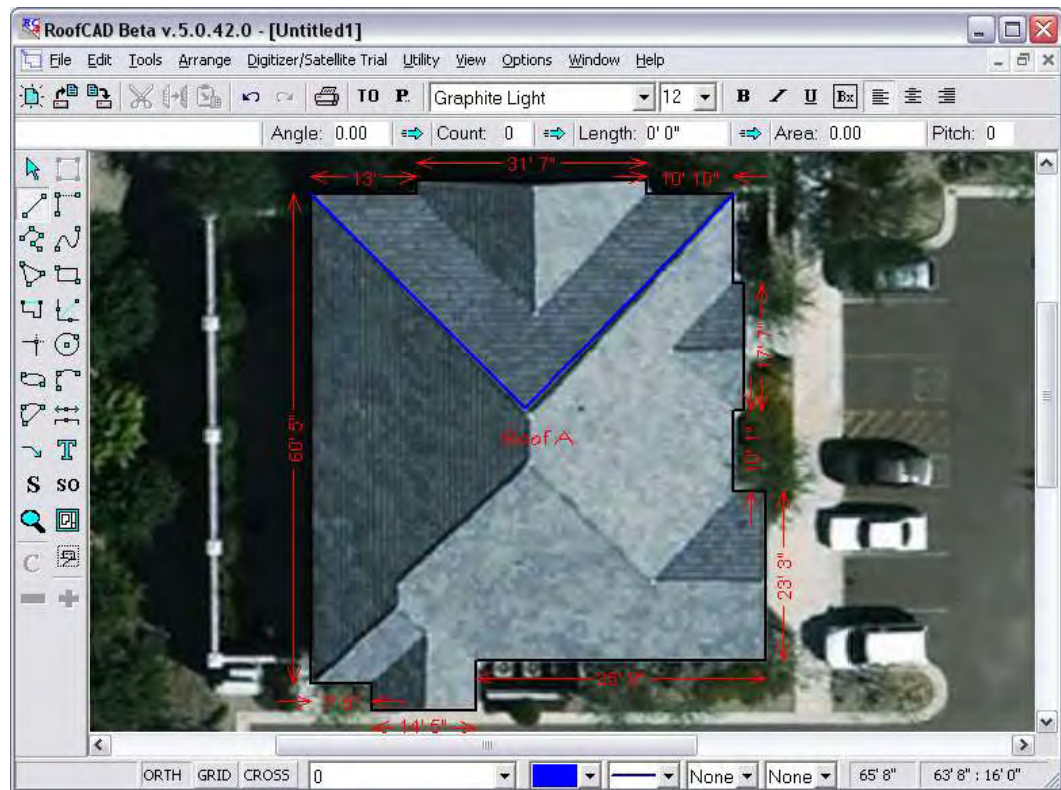 RoofCAD Beta v.5.0.42.0 - [Untitled1]
File Edit Tools Arrange Digitizer/Satellite Trial Utility View Options Window Help
TO P. Graphite Light 12 B I U Bx
Angle: 0.00 Count: 0 Length: 0' 0" Area: 0.00 Pitch: 0
31' 7"
13' 10' 10"
17' 7"
60' 5"
Roof A
10' 1"
23' 3"
14' 5"
T
S SO
C
ORTH GRID CROSS 0 None None 65' 8" 63' 8" : 16' 0"